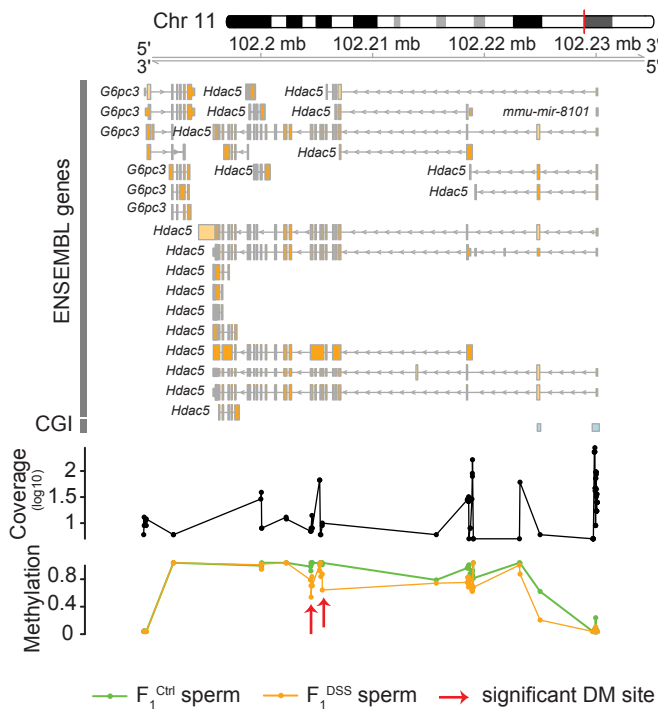 Chr 11
5' 102.2 mb 102.21 mb 102.22 mb 102.23 mb 3'
3' 5'
ENSEMBL genes
G6pc3 Hdac5 Hdac5
G6pc3 Hdac5 Hdac5 mmu-mir-8101
G6pc3 Hdac5
Hdac5
G6pc3 Hdac5 Hdac5
G6pc3 Hdac5
G6pc3
Hdac5
Hdac5
Hdac5
Hdac5
Hdac5
Hdac5
Hdac5
Hdac5
Hdac5
Hdac5
CGI
Coverage
(log10)
2
1.5
1
Methylation
0.8
0.4
0
F1Ctrl sperm F1DSS sperm significant DM site